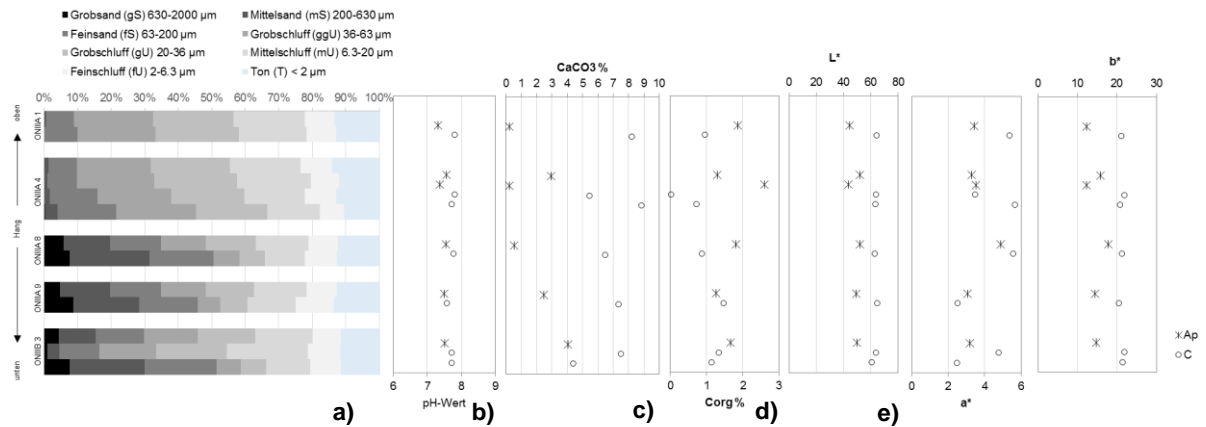 Grobsand (gS) 630-2000 µm
Mittelsand (mS) 200-630 µm
Feinsand (fS) 63-200 µm
Grobschluff (ggU) 36-63 µm
Grobschluff (gU) 20-36 µm
Mittelschluff (mU) 6.3-20 µm
Feinschluff (fU) 2-6.3 µm
Ton (T) < 2 µm
0% 10% 20% 30% 40% 50% 60% 70% 80% 90% 100%
CaCO3 %
0 1 2 3 4 5 6 7 8 9 10
L*
0 20 40 60 80
b*
0 10 20 30
oben
Hang
unten
ONIIA 1
ONIIA 4
ONIIA 8
ONIIA 9
ONIIB 3
Ap
C
6 7 8 9
pH-Wert
0 1 2 3
Corg %
0 2 4 6
a*
a)
b)
c)
d)
e)